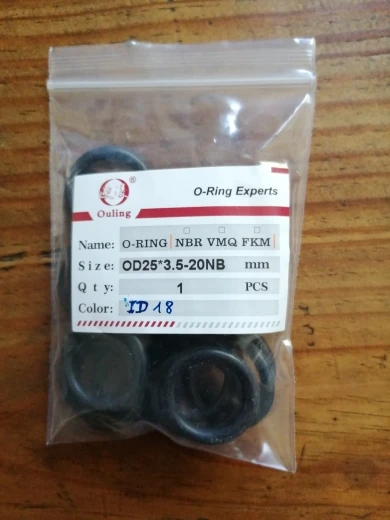 ®
O-Ring Experts
Ouling
Name: O-RING | NBR □ VMQ □ FKM □ |
Size: OD25*3.5-20NB mm
Qty: 1 PCS
Color: ID 18